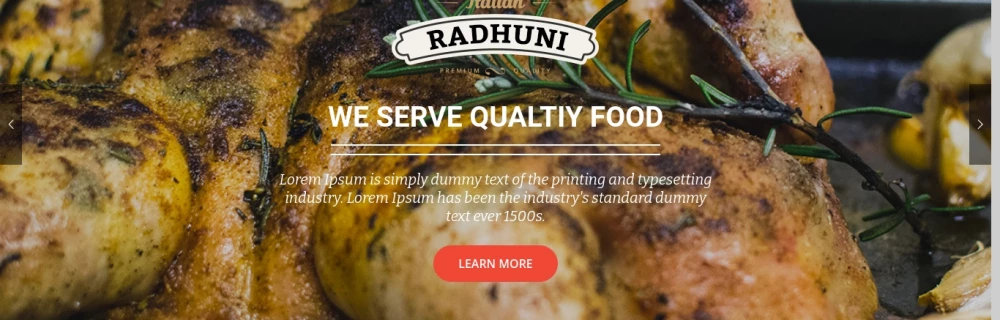 Italian
RADHUNI
PREMIUM QUALITY
WE SERVE QUALTIY FOOD
Lorem Ipsum is simply dummy text of the printing and typesetting
industry. Lorem Ipsum has been the industry's standard dummy
text ever 1500s.
LEARN MORE